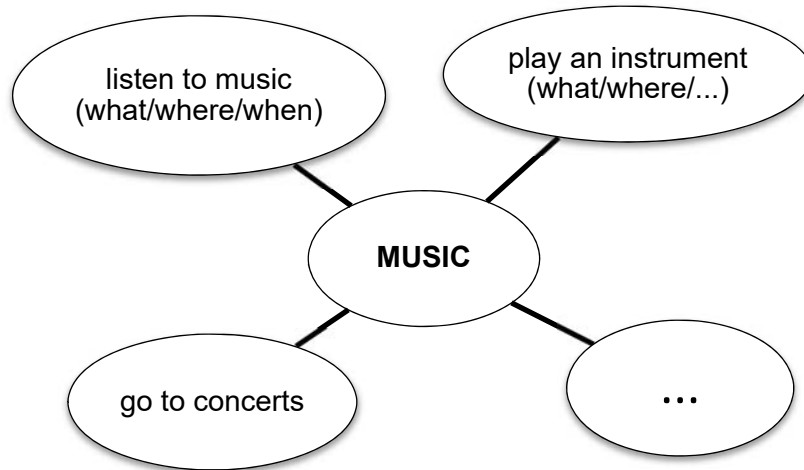 listen to music
(what/where/when)
play an instrument
(what/where/...)
MUSIC
go to concerts
...